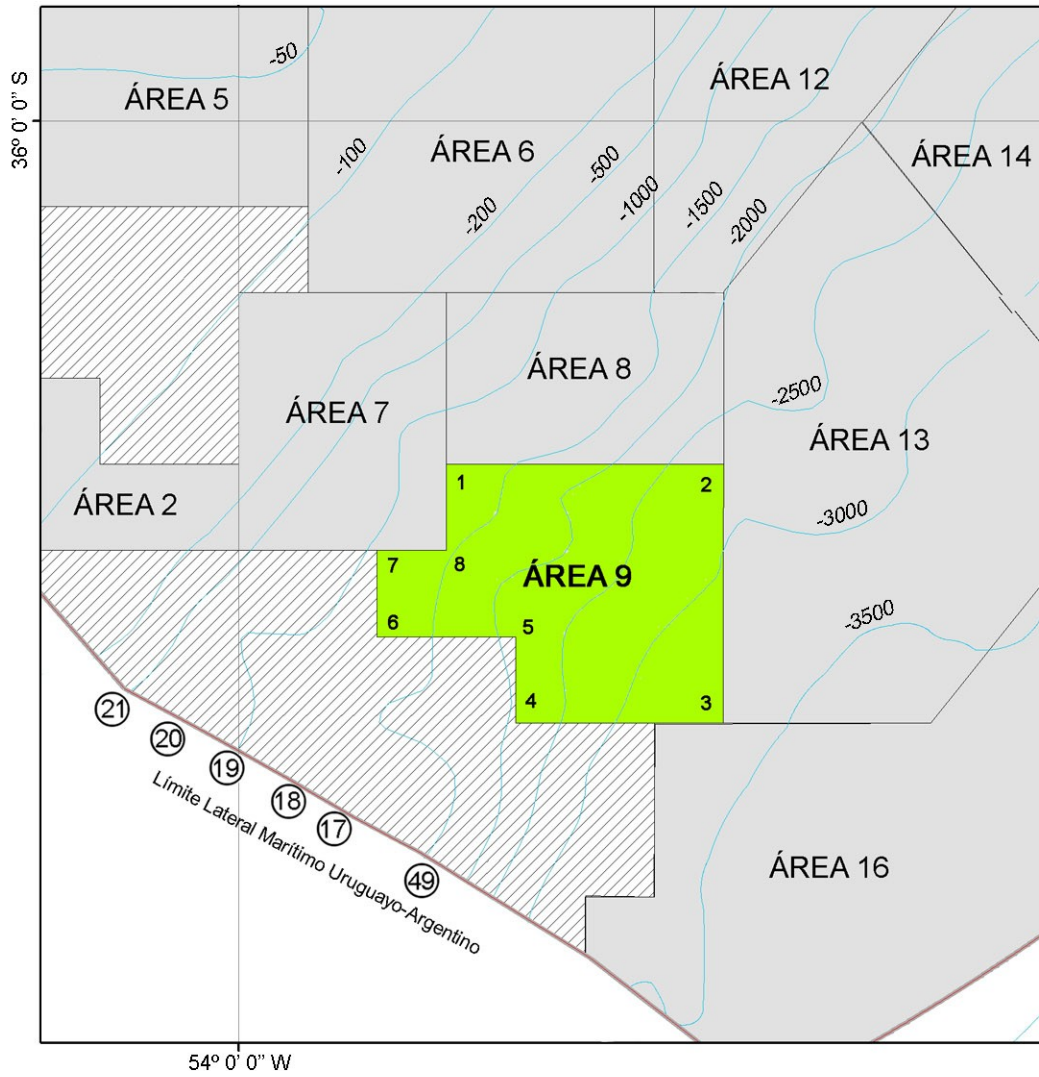 -50
ÁREA 5
ÁREA 12
36º 0' 0" S
-100
ÁREA 6
-500
-1000
-1500
-2000
-200
ÁREA 14
ÁREA 8
ÁREA 7
-2500
ÁREA 13
ÁREA 2
1
2
-3000
7
8
ÁREA 9
6
5
-3500
4
3
21
20
19
18
17
49
Límite Lateral Marítimo Uruguayo-Argentino
ÁREA 16
54º 0' 0" W